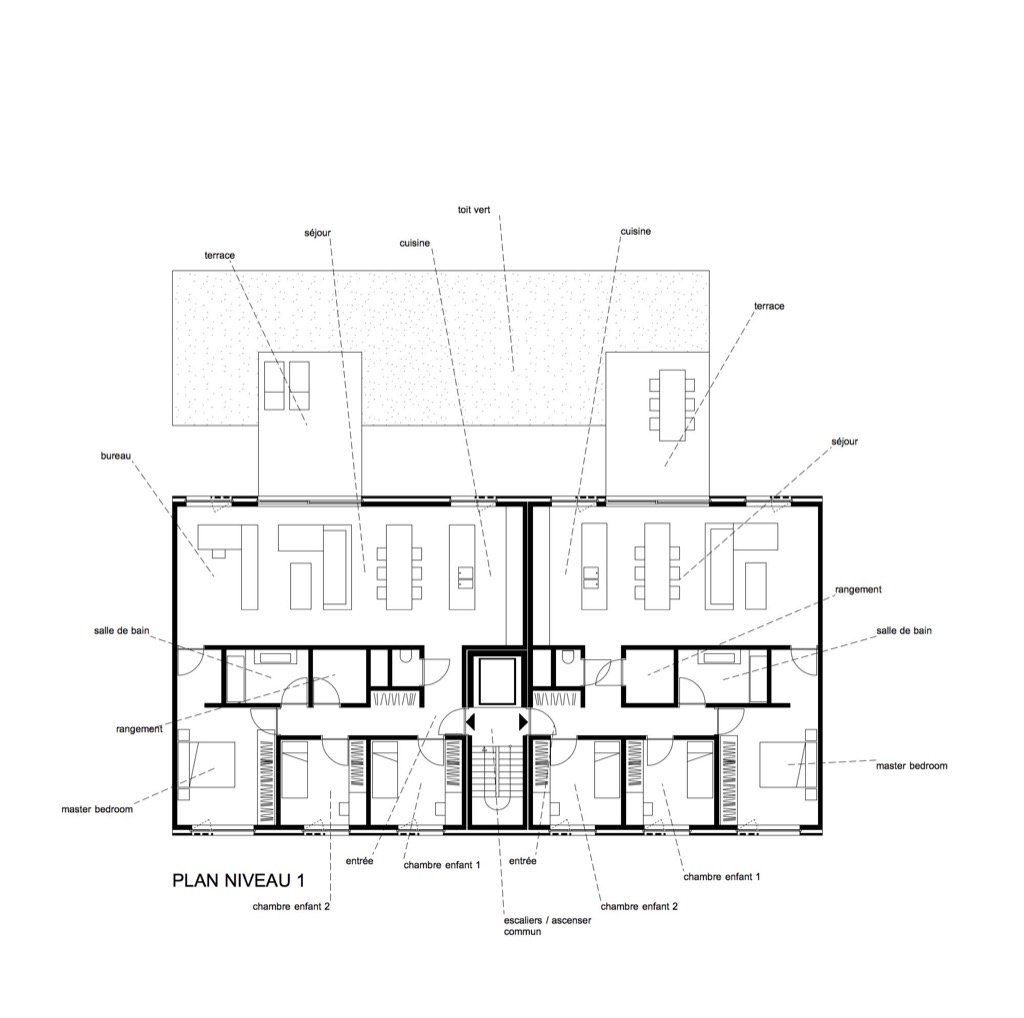 toit vert
séjour
cuisine
cuisine
terrace
terrace
bureau
séjour
rangement
salle de bain
salle de bain
rangement
master bedroom
master bedroom
entrée
chambre enfant 1
entrée
chambre enfant 1
PLAN NIVEAU 1
chambre enfant 2
chambre enfant 2
escaliers / ascenser
commun